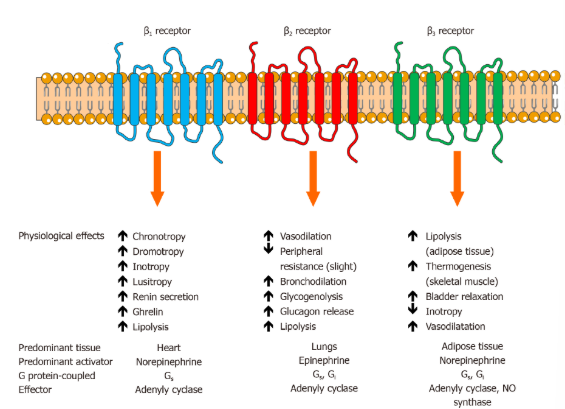 β₁ receptor β₂ receptor β₃ receptor
Physiological effects
Chronotropy
Dromotropy
Inotropy
Lusitropy
Renin secretion
Ghrelin
Lipolysis
Vasodilation
Peripheral
resistance (slight)
Bronchodilation
Glycogenolysis
Glucagon release
Lipolysis
Lipolysis
(adipose tissue)
Thermogenesis
(skeletal muscle)
Bladder relaxation
Inotropy
Vasodilatation
Predominant tissue Heart Lungs Adipose tissue
Predominant activator Norepinephrine Epinephrine Norepinephrine
G protein-coupled Gₛ Gₛ, Gᵢ Gₛ, Gᵢ
Effector Adenyly cyclase Adenyly cyclase Adenyly cyclase, NO
synthase